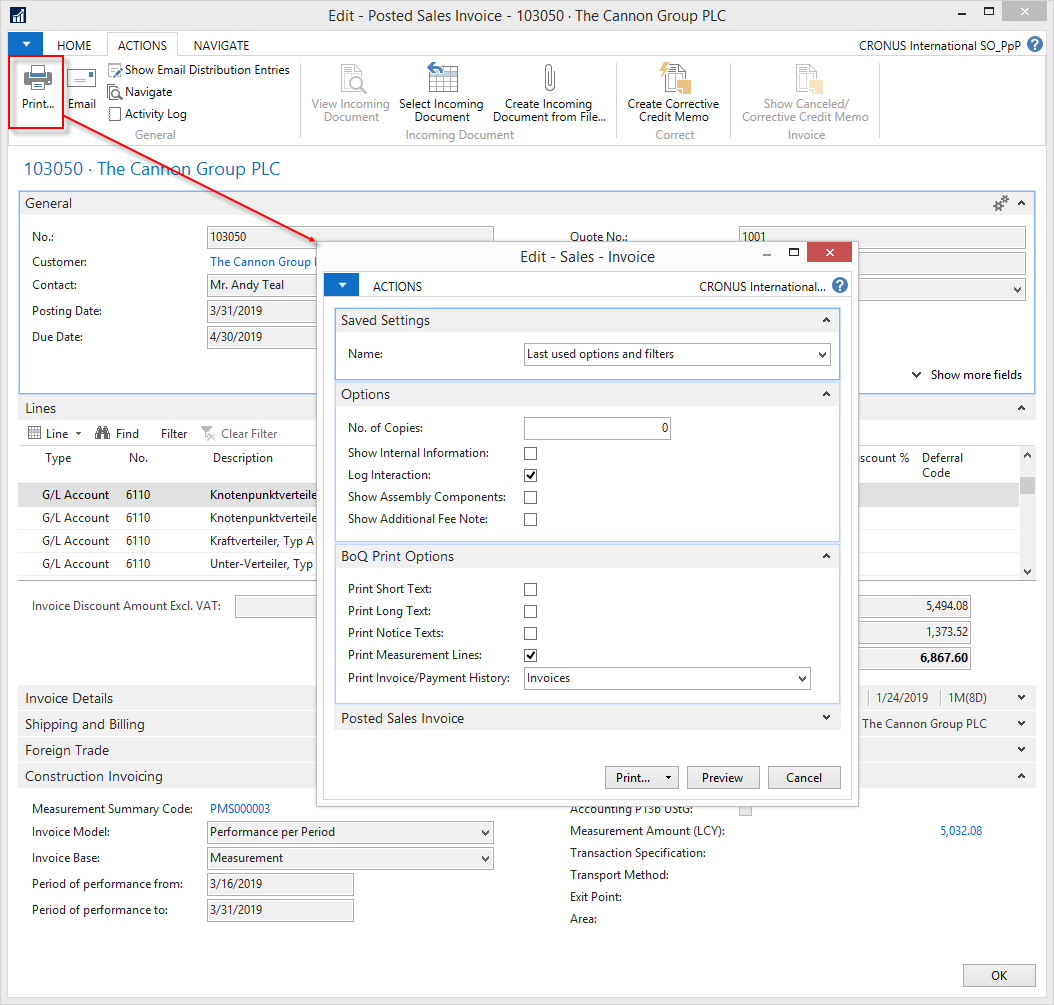 Edit - Posted Sales Invoice - 103050 · The Cannon Group PLC
HOME ACTIONS NAVIGATE
CRONUS International SO_PpP
Print...
Email
Show Email Distribution Entries
Navigate
Activity Log
General
View Incoming Document
Select Incoming Document
Create Incoming Document from File...
Incoming Document
Create Corrective Credit Memo
Correct
Show Canceled/ Corrective Credit Memo
Invoice
103050 · The Cannon Group PLC
General
No.: 103050
Customer: The Cannon Group
Contact: Mr. Andy Teal
Posting Date: 3/31/2019
Due Date: 4/30/2019
Quote No.: 1001
Show more fields
Lines
Line Find Filter Clear Filter
Type No. Description
scount % Deferral Code
G/L Account 6110 Knotenpunktverteile
G/L Account 6110 Knotenpunktverteile
G/L Account 6110 Kraftverteiler, Typ A
G/L Account 6110 Unter-Verteiler, Typ
Invoice Discount Amount Excl. VAT:
5,494.08
1,373.52
6,867.60
Invoice Details
1/24/2019 1M(8D)
Shipping and Billing
The Cannon Group PLC
Foreign Trade
Construction Invoicing
Measurement Summary Code: PMS000003
Invoice Model: Performance per Period
Invoice Base: Measurement
Period of performance from: 3/16/2019
Period of performance to: 3/31/2019
Accounting P13b UStG:
Measurement Amount (LCY): 5,032.08
Transaction Specification:
Transport Method:
Exit Point:
Area:
OK
Edit - Sales - Invoice
ACTIONS
CRONUS International...
Saved Settings
Name: Last used options and filters
Options
No. of Copies: 0
Show Internal Information:
Log Interaction:
Show Assembly Components:
Show Additional Fee Note:
BoQ Print Options
Print Short Text:
Print Long Text:
Print Notice Texts:
Print Measurement Lines:
Print Invoice/Payment History: Invoices
Posted Sales Invoice
Print... Preview Cancel